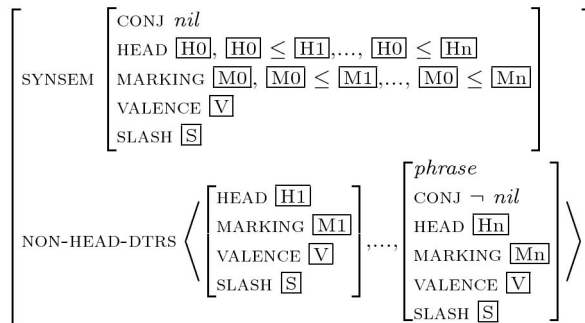 CONJ nil
HEAD H0, H0 ≤ H1,..., H0 ≤ Hn
SYNSEM MARKING M0, M0 ≤ M1,..., M0 ≤ Mn
VALENCE V
SLASH S
phrase
HEAD H1 CONJ ¬ nil
MARKING M1 HEAD Hn
NON-HEAD-DTRS ⟨ VALENCE V ,..., MARKING Mn ⟩
SLASH S VALENCE V
SLASH S